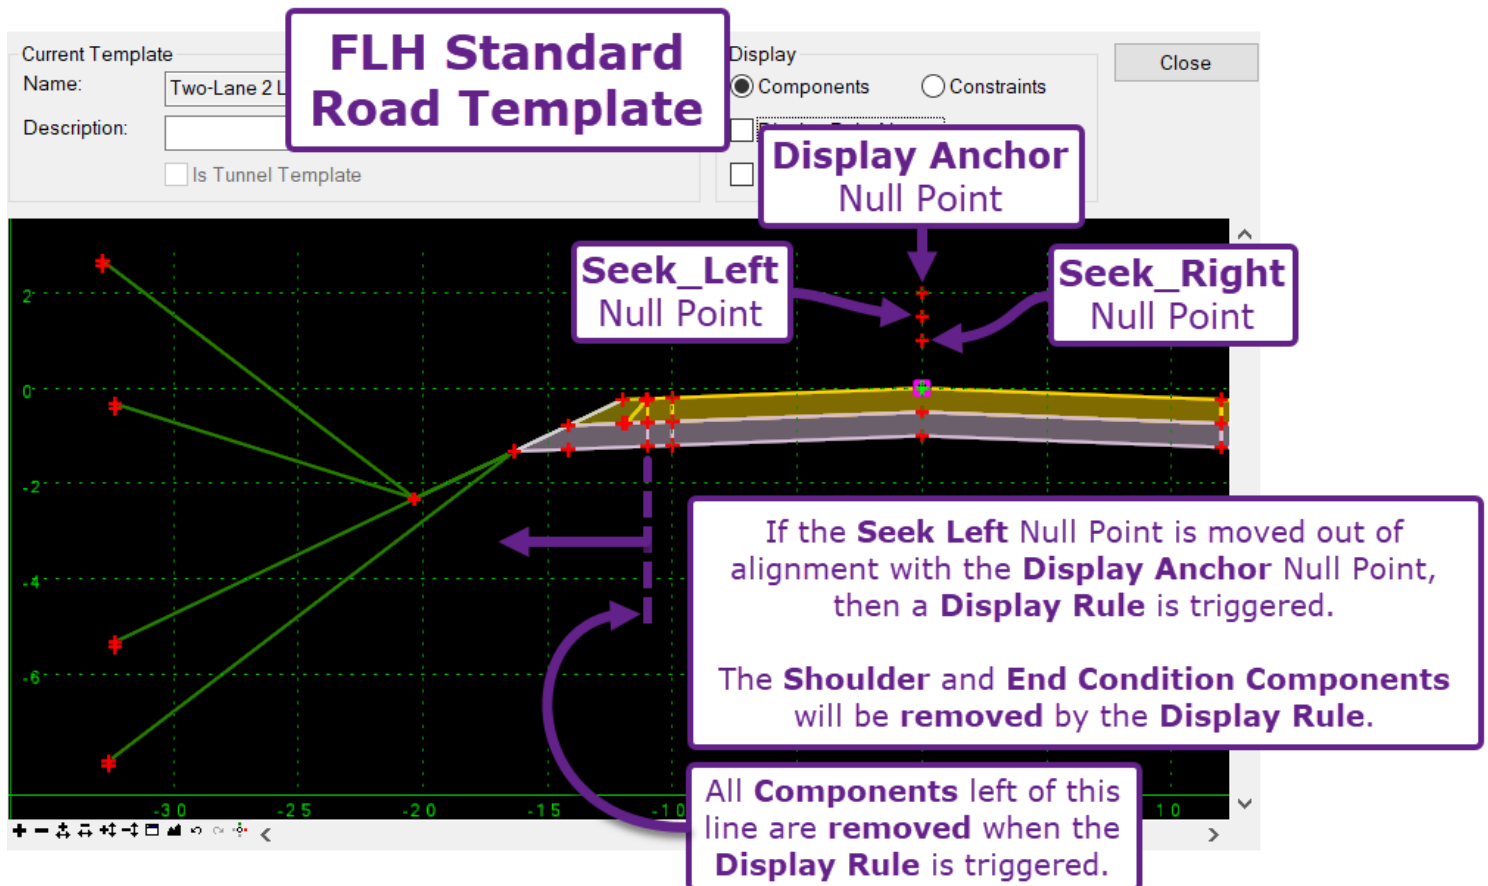 FLH Standard
Road Template
Current Template
Name:
Two-Lane 2 L
Description:
Is Tunnel Template
Display
Components
Constraints
Close
Display Anchor
Null Point
Seek_Left
Null Point
Seek_Right
Null Point
2
0
-2
-4
-6
-30
-25
-20
-15
-10
10
If the Seek Left Null Point is moved out of
alignment with the Display Anchor Null Point,
then a Display Rule is triggered.
The Shoulder and End Condition Components
will be removed by the Display Rule.
All Components left of this
line are removed when the
Display Rule is triggered.